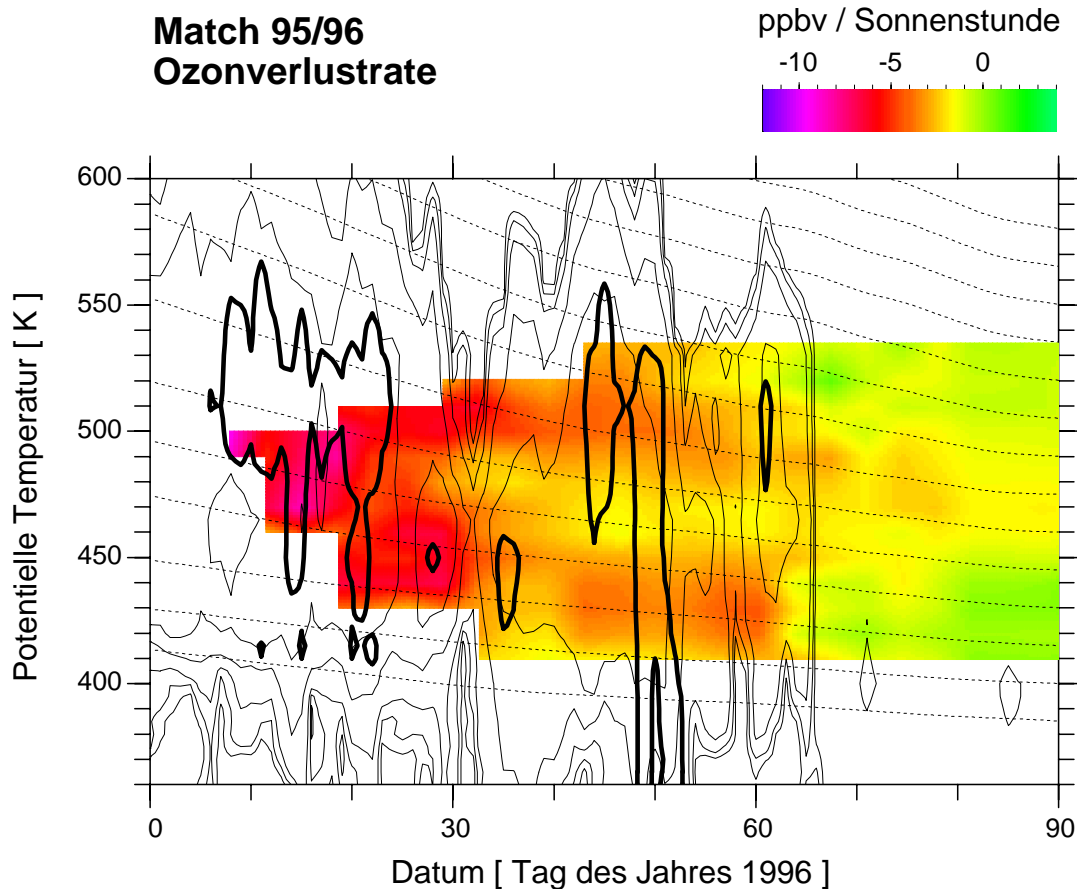 Match 95/96
Ozonverlustrate
ppbv / Sonnenstunde
-10 -5 0
Potentielle Temperatur [ K ]
600
550
500
450
400
0 30 60 90
Datum [ Tag des Jahres 1996 ]